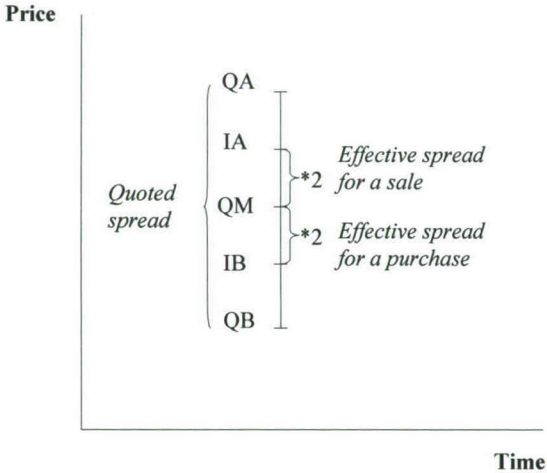 Price
QA
IA
Effective spread
*2 for a sale
Quoted
spread
QM
*2 Effective spread
for a purchase
IB
QB
Time